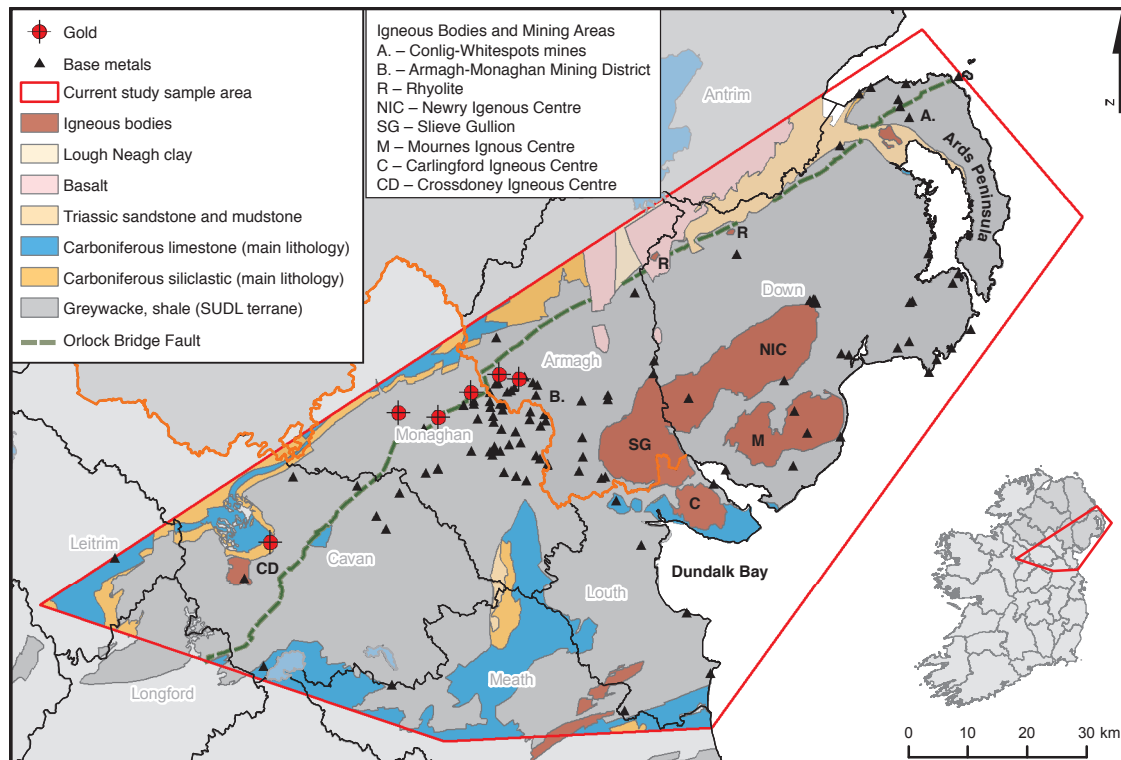 Gold
Base metals
Current study sample area
Igneous bodies
Lough Neagh clay
Basalt
Triassic sandstone and mudstone
Carboniferous limestone (main lithology)
Carboniferous siliclastic (main lithology)
Greywacke, shale (SUDL terrane)
Orlock Bridge Fault
Igneous Bodies and Mining Areas
A. – Conlig-Whitespots mines
B. – Armagh-Monaghan Mining District
R – Rhyolite
NIC – Newry Igenous Centre
SG – Slieve Gullion
M – Mournes Ignous Centre
C – Carlingford Igneous Centre
CD – Crossdoney Igneous Centre
N
Antrim
A.
Ards Peninsula
R
R
Down
NIC
Armagh
B.
Monaghan
SG
M
C
Leitrim
CD
Cavan
Dundalk Bay
Louth
Meath
Longford
0 10 20 30 km